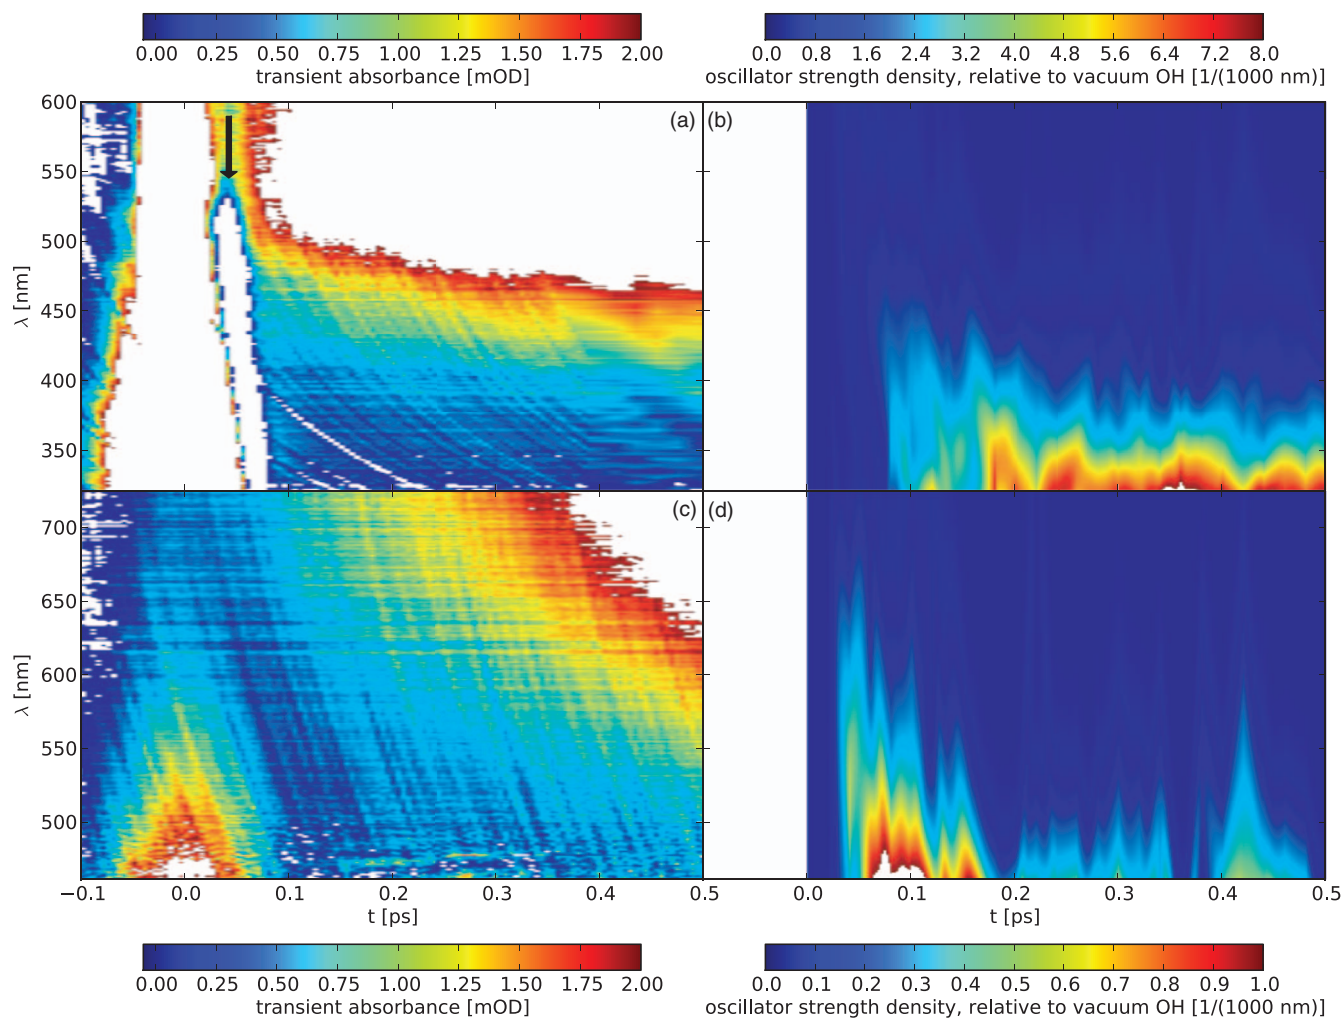 0.00 0.25 0.50 0.75 1.00 1.25 1.50 1.75 2.00
transient absorbance [mOD]
0.0 0.8 1.6 2.4 3.2 4.0 4.8 5.6 6.4 7.2 8.0
oscillator strength density, relative to vacuum OH [1/(1000 nm)]
600
550
500
450
400
350
λ [nm]
(a)
(b)
700
650
600
550
500
λ [nm]
(c)
(d)
−0.1 0.0 0.1 0.2 0.3 0.4 0.5
t [ps]
0.0 0.1 0.2 0.3 0.4 0.5
t [ps]
0.00 0.25 0.50 0.75 1.00 1.25 1.50 1.75 2.00
transient absorbance [mOD]
0.0 0.1 0.2 0.3 0.4 0.5 0.6 0.7 0.8 0.9 1.0
oscillator strength density, relative to vacuum OH [1/(1000 nm)]